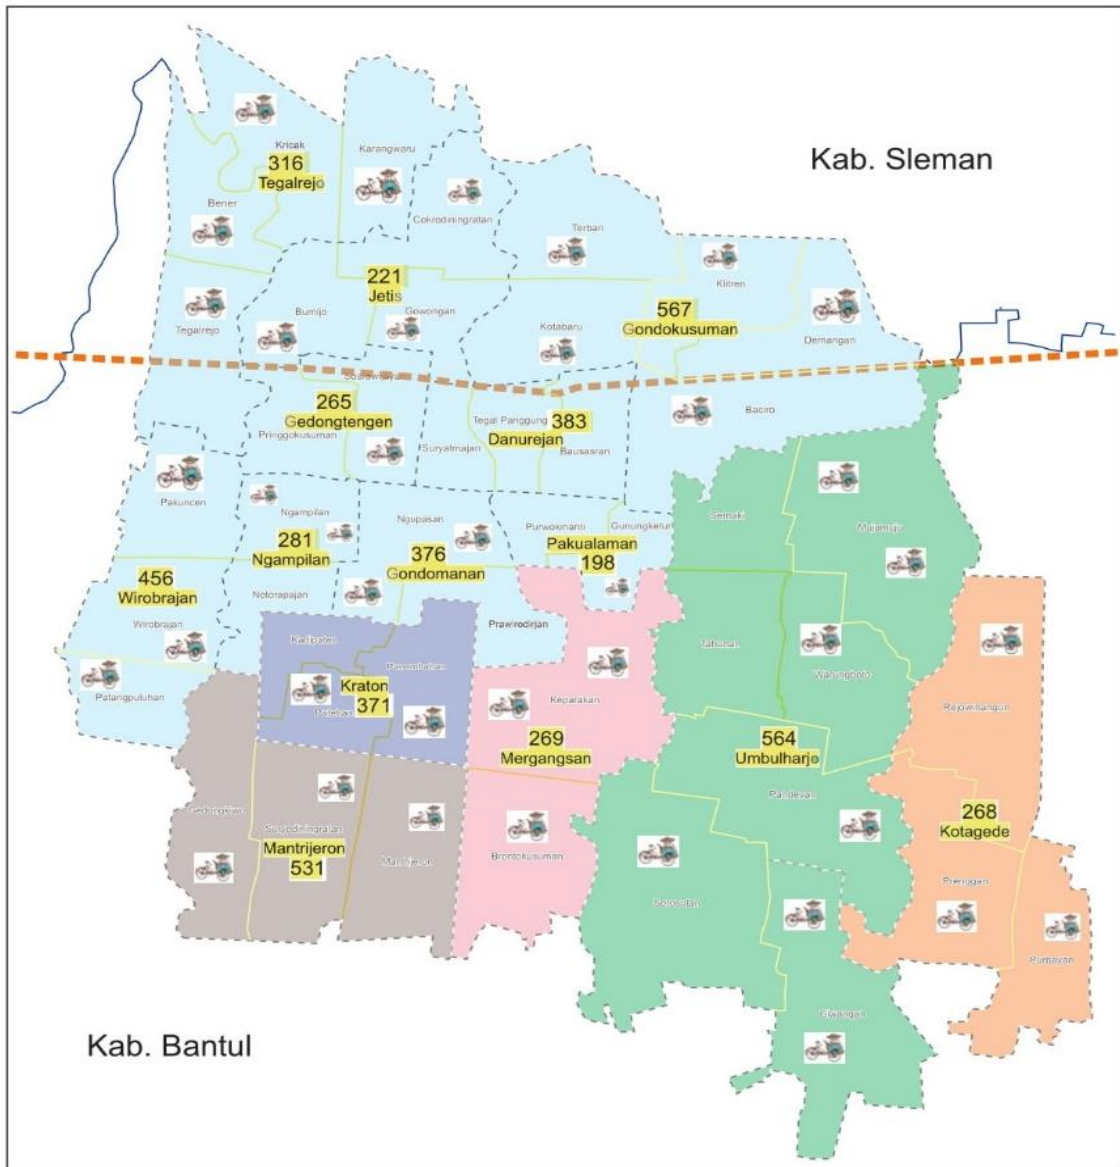 Kab. Sleman
Kricak
316
Tegalrejo
Karangwaru
Cokrodiningratan
Bener
Terban
Klitren
221
Jetis
567
Gondokusuman
Tegalrejo
Bumijo
Gowongan
Kotabaru
Demangan
265
Gedongtengen
Pringgokusuman
Suryatmajan
Tegal Panggung
383
Danurejan
Bausasran
Baciro
Pakuncen
Ngampilan
281
Ngampilan
Ngupasan
376
Gondomanan
Purwokinanti
Gunungketur
Pakualaman
198
Semaki
Mujamuju
456
Wirobrajan
Wirobrajan
Notoprajan
Prawirodirjan
Patangpuluhan
Kadipaten
Kraton
371
Patehan
Panembahan
Keparakan
269
Mergangsan
Tahunan
Warungboto
Rejowinangun
564
Umbulharjo
Pandeyan
268
Kotagede
Gedongkiwo
Suryodiningratan
Mantrijeron
531
Mantrijeron
Brontokusuman
Sorosutan
Prenggan
Purbayan
Giwangan
Kab. Bantul